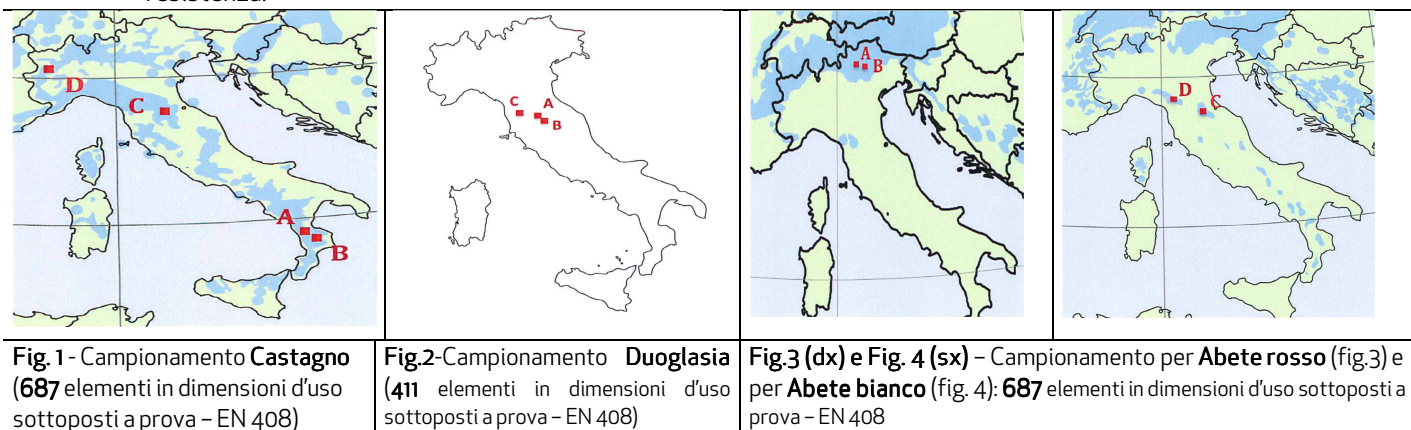 resistenza.
D
C
A
B
C
A
B
A
B
D
C
Fig. 1 - Campionamento Castagno
(687 elementi in dimensioni d'uso
sottoposti a prova – EN 408)
Fig.2-Campionamento Duoglasia
(411 elementi in dimensioni d'uso
sottoposti a prova – EN 408)
Fig.3 (dx) e Fig. 4 (sx) – Campionamento per Abete rosso (fig.3) e
per Abete bianco (fig. 4): 687 elementi in dimensioni d'uso sottoposti a
prova – EN 408